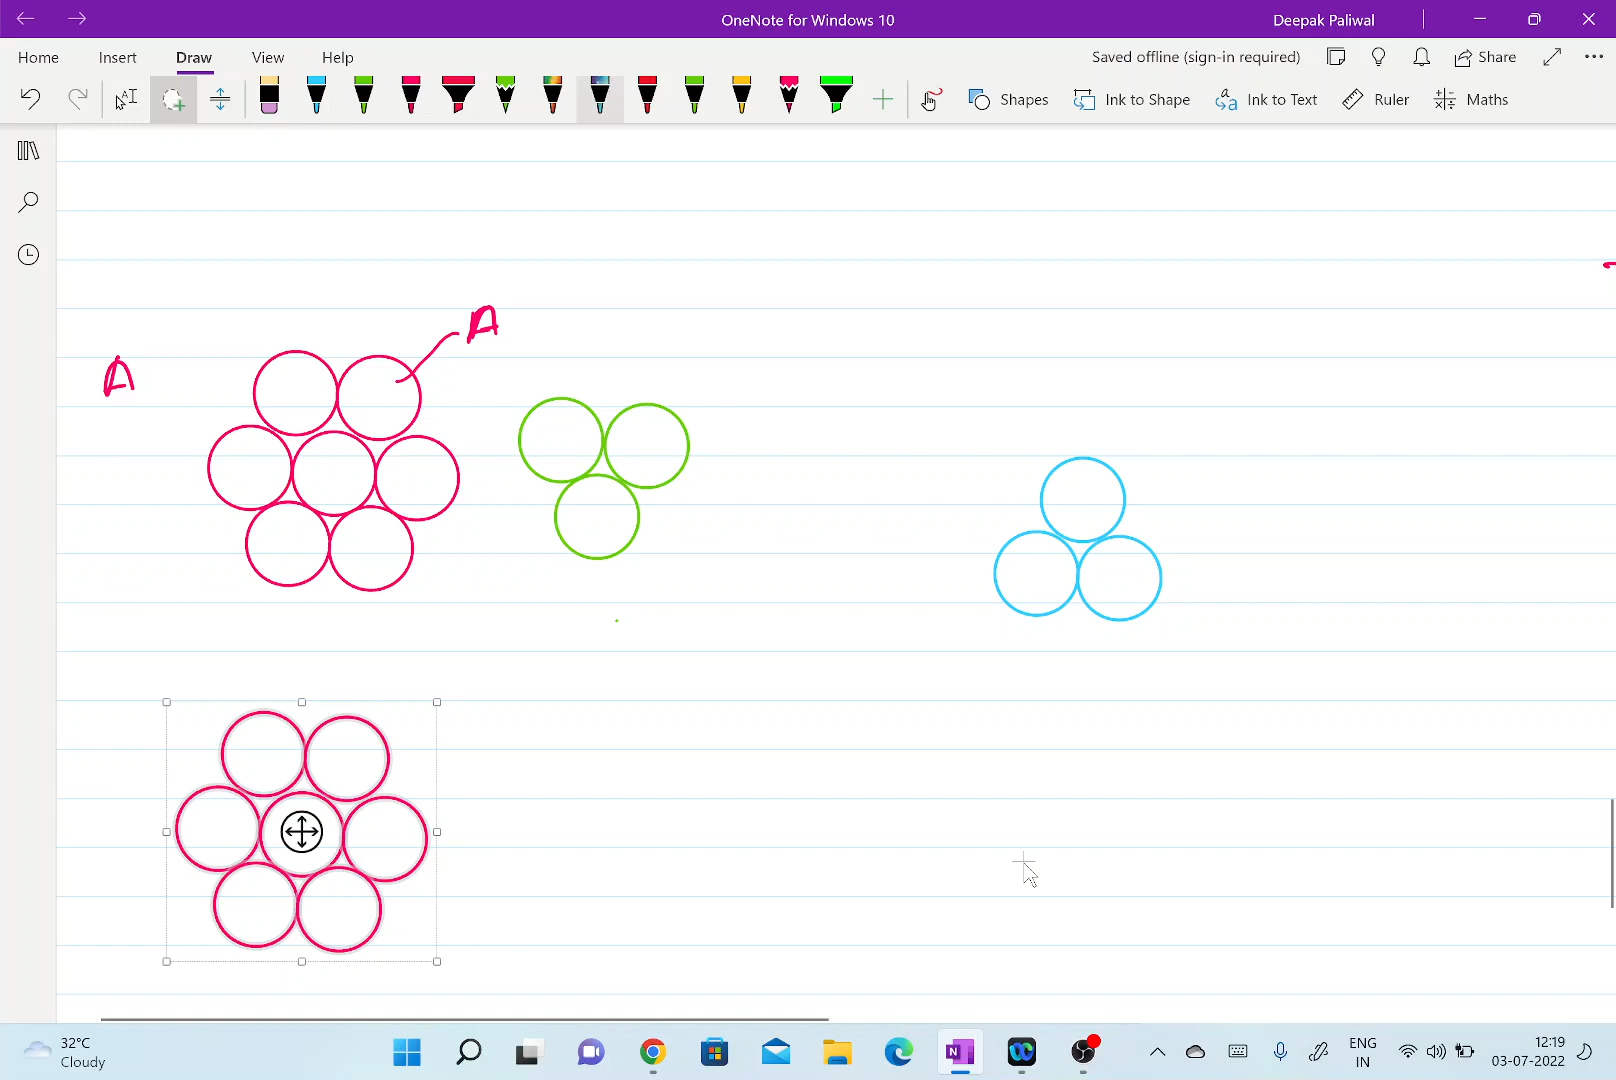 OneNote for Windows 10
Deepak Paliwal
Home Insert Draw View Help
Saved offline (sign-in required) Share
Shapes Ink to Shape Ink to Text Ruler Maths
A
A
32°C
Cloudy
ENG
IN
12:19
03-07-2022